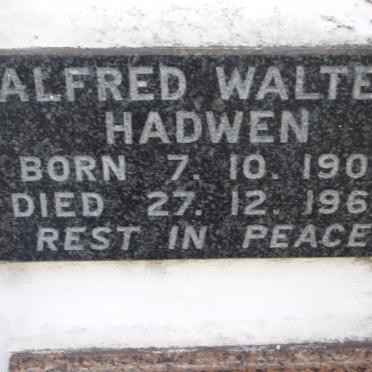 ALFRED WALTE
HADWEN
BORN 7. 10. 190
DIED 27. 12. 196
REST IN PEACE